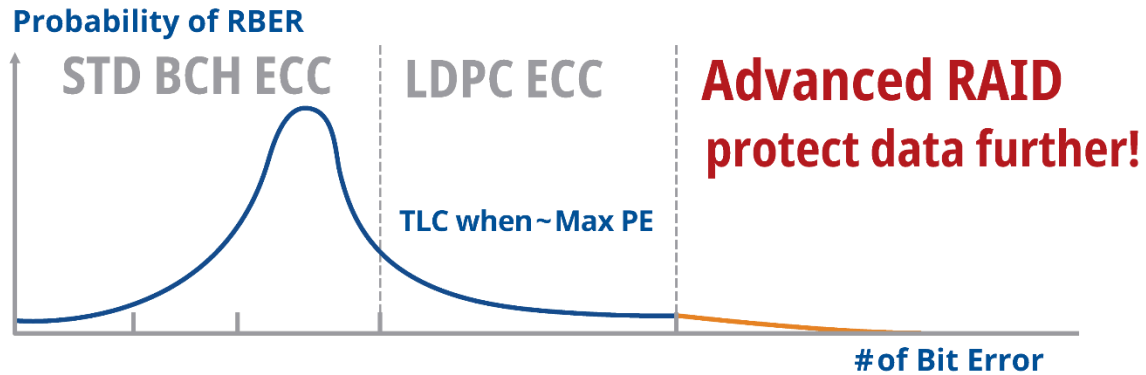 Probability of RBER
STD BCH ECC
LDPC ECC
Advanced RAID
protect data further!
TLC when~Max PE
#of Bit Error